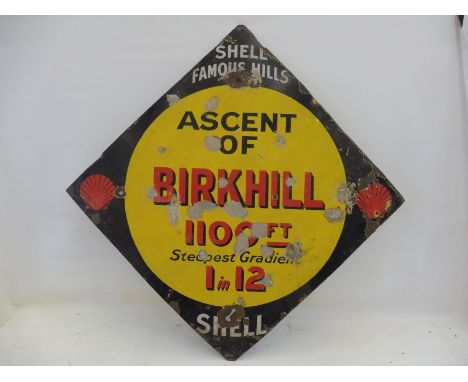 SHELL
FAMOUS HILLS
ASCENT
OF
BIRKHILL
1100 FT
Steepest Gradient
1 in 12
SHELL